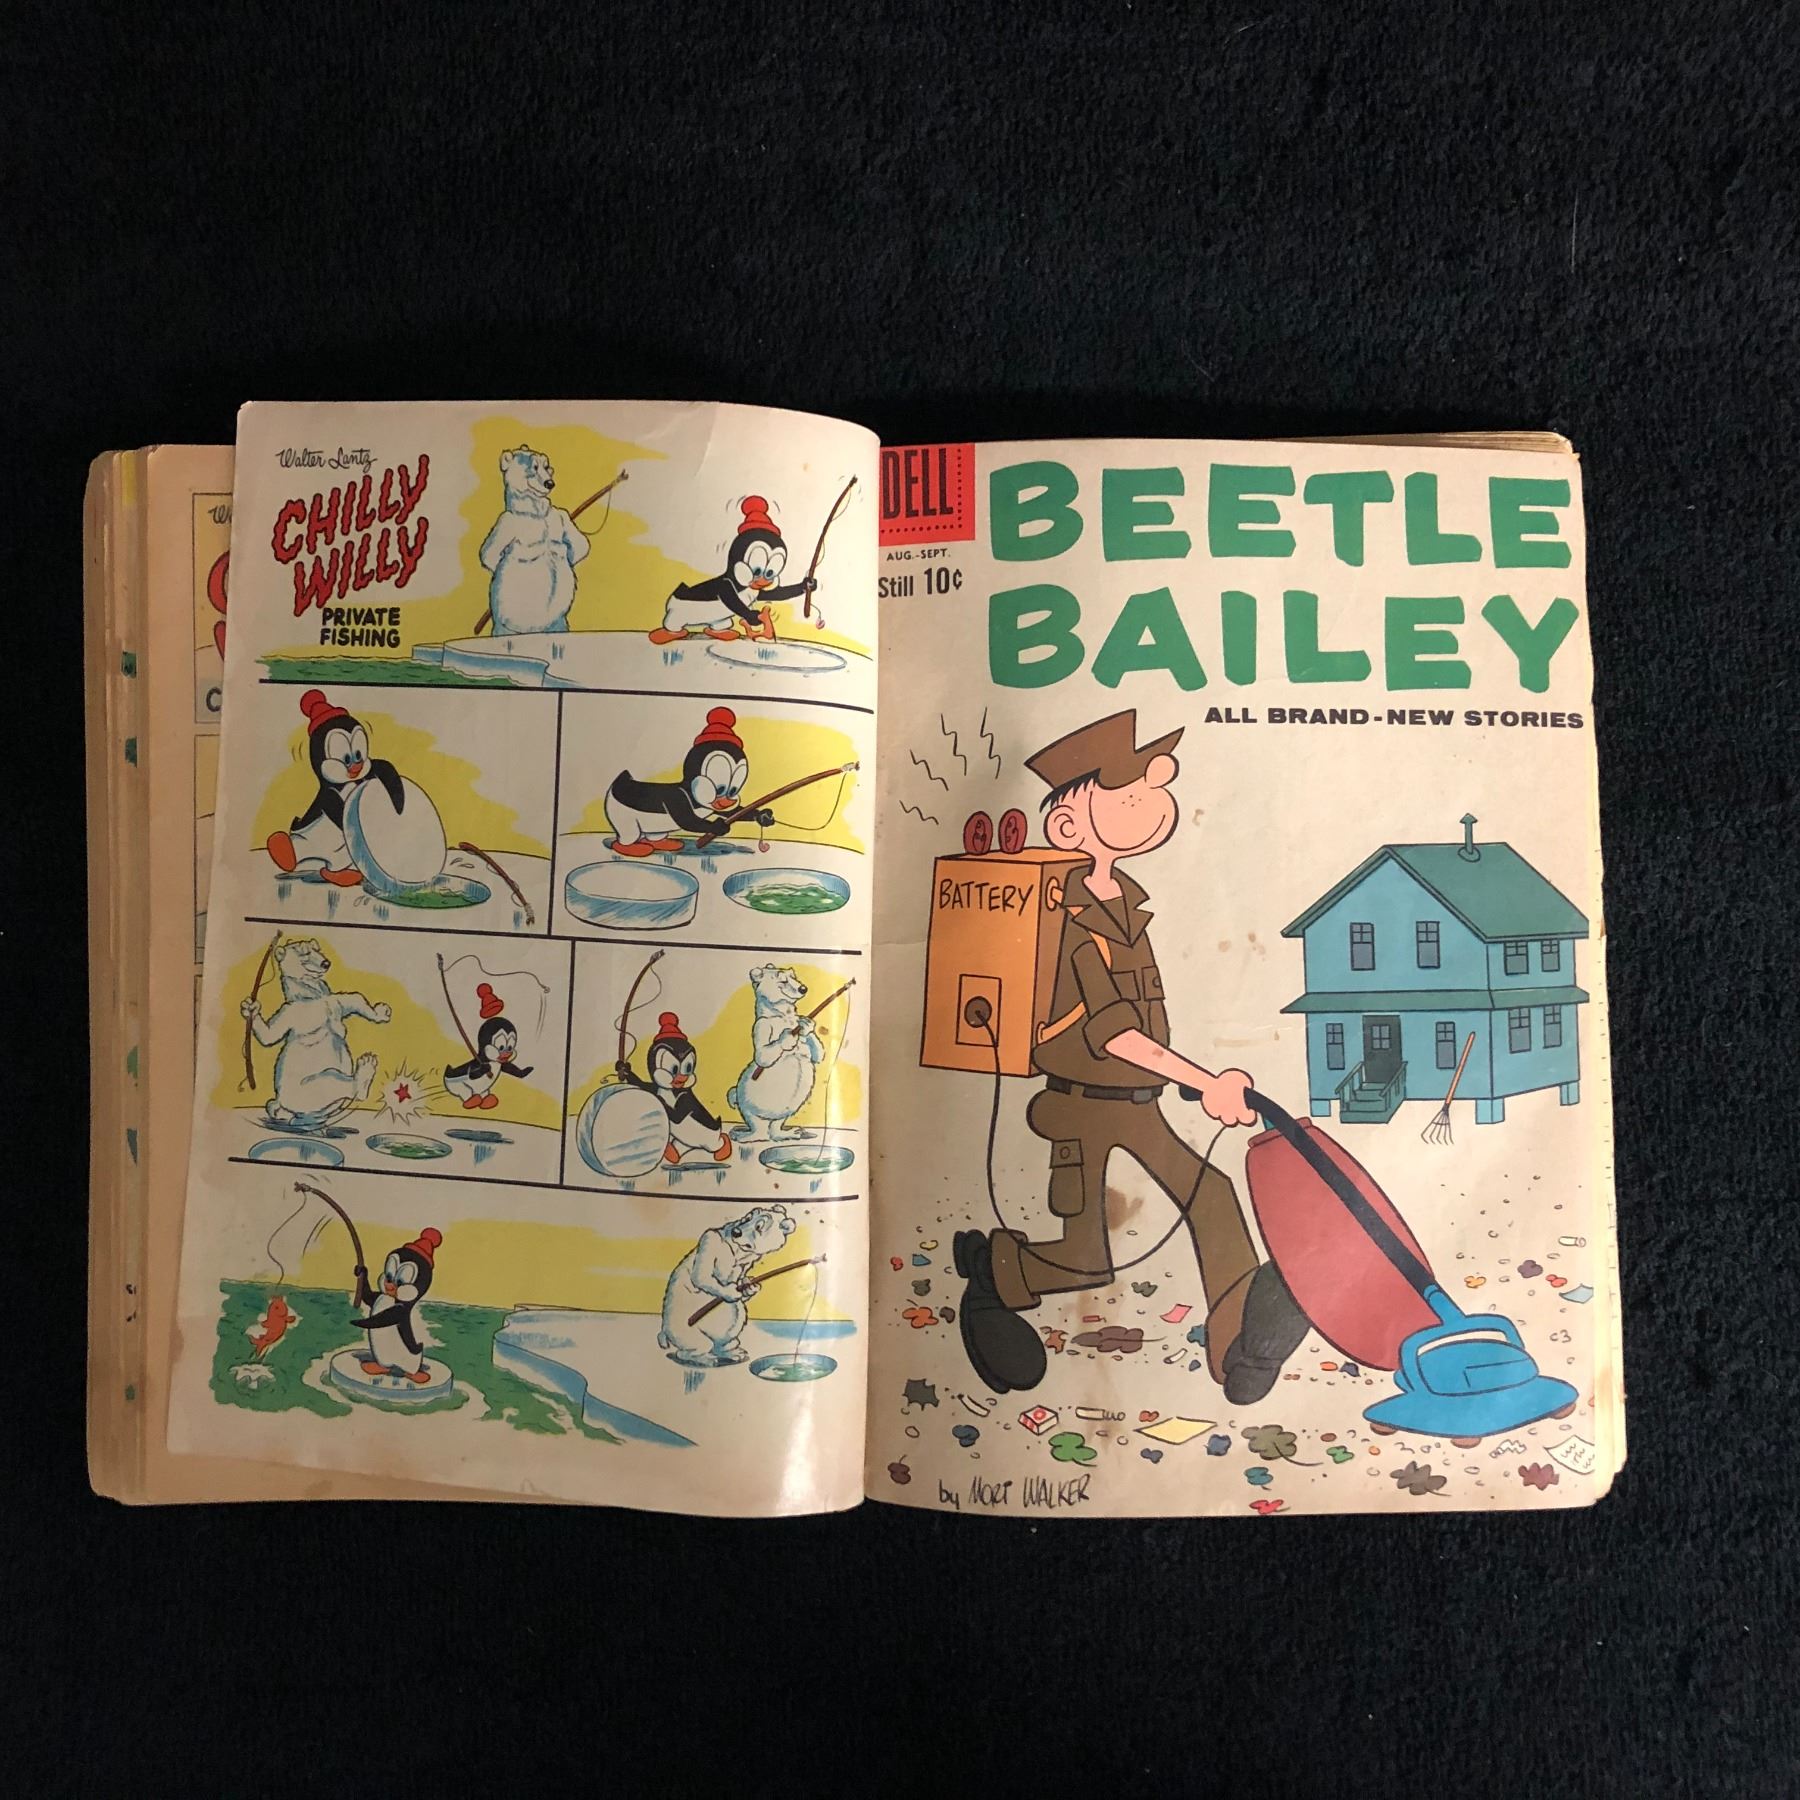 Walter Lantz
CHILLY
WILLY
PRIVATE
FISHING
DELL
AUG.-SEPT.
Still 10¢
BEETLE
BAILEY
ALL BRAND-NEW STORIES
BATTERY
by MORT WALKER